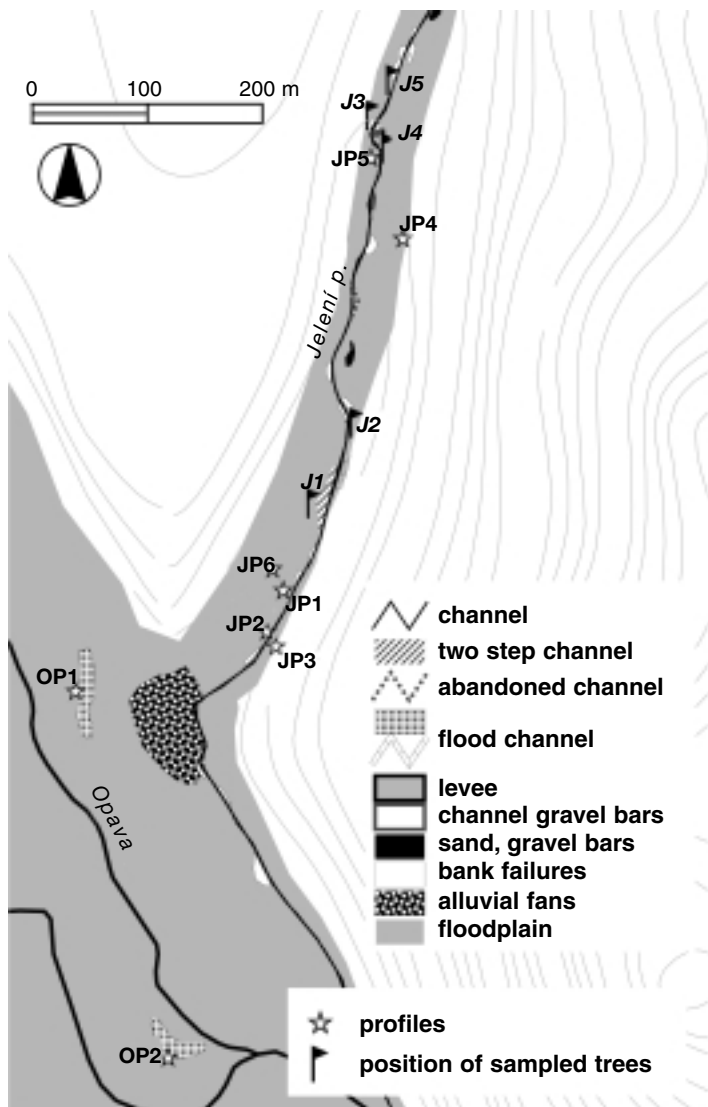 0 100 200 m
J5
J3
J4
JP5
JP4
Jelení p.
J2
J1
JP6
JP1
JP2
JP3
OP1
Opava
OP2
channel
two step channel
abandoned channel
flood channel
levee
channel gravel bars
sand, gravel bars
bank failures
alluvial fans
floodplain
profiles
position of sampled trees